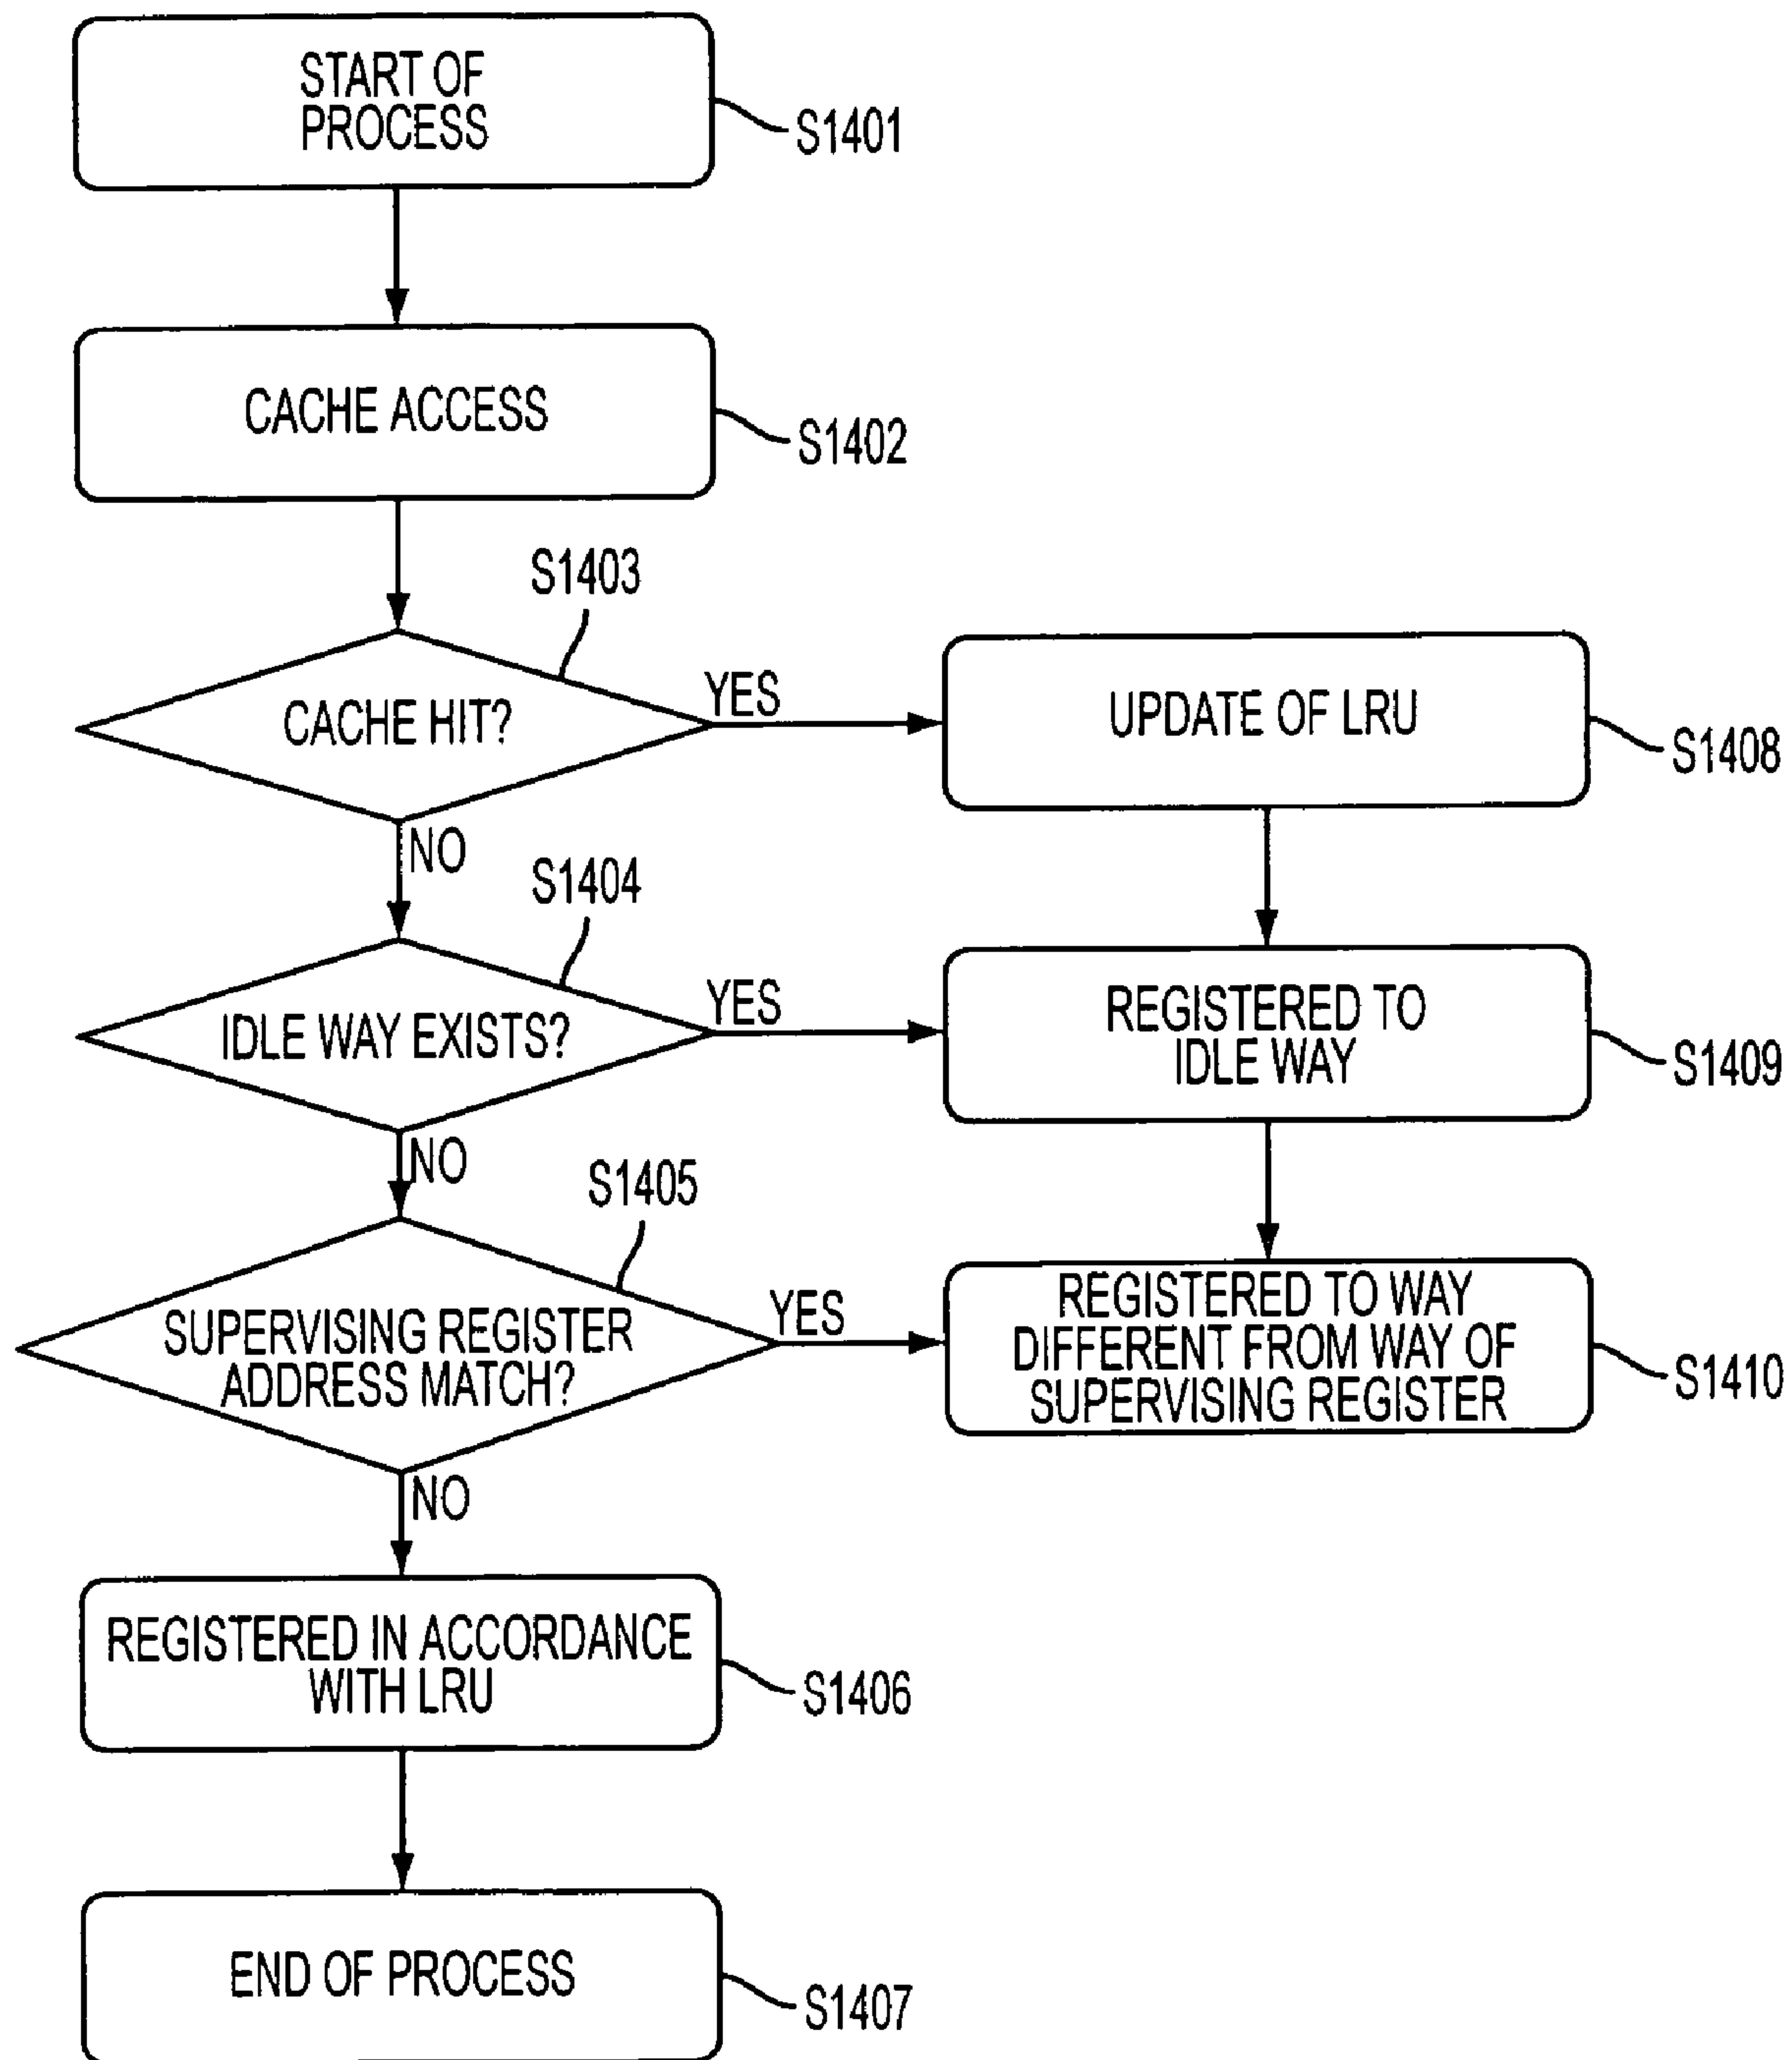 START OF
PROCESS
S1401
CACHE ACCESS
S1402
S1403
CACHE HIT?
YES
NO
UPDATE OF LRU
S1408
S1404
IDLE WAY EXISTS?
YES
NO
REGISTERED TO
IDLE WAY
S1409
S1405
SUPERVISING REGISTER
ADDRESS MATCH?
YES
NO
REGISTERED TO WAY
DIFFERENT FROM WAY OF
SUPERVISING REGISTER
S1410
REGISTERED IN ACCORDANCE
WITH LRU
S1406
END OF PROCESS
S1407